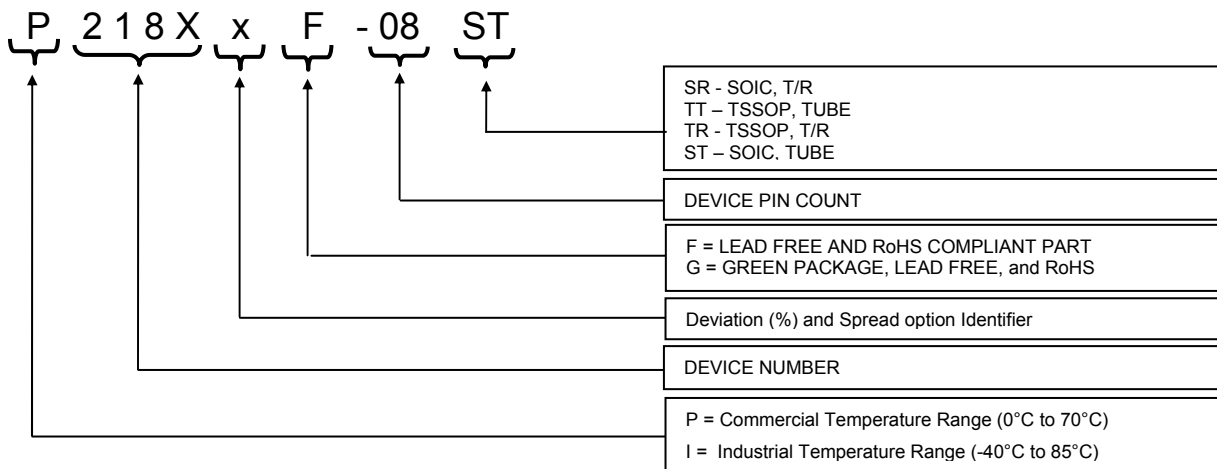 P 2 1 8 X x F - 08 ST
SR - SOIC, T/R
TT – TSSOP, TUBE
TR - TSSOP, T/R
ST – SOIC, TUBE
DEVICE PIN COUNT
F = LEAD FREE AND RoHS COMPLIANT PART
G = GREEN PACKAGE, LEAD FREE, and RoHS
Deviation (%) and Spread option Identifier
DEVICE NUMBER
P = Commercial Temperature Range (0°C to 70°C)
I = Industrial Temperature Range (-40°C to 85°C)